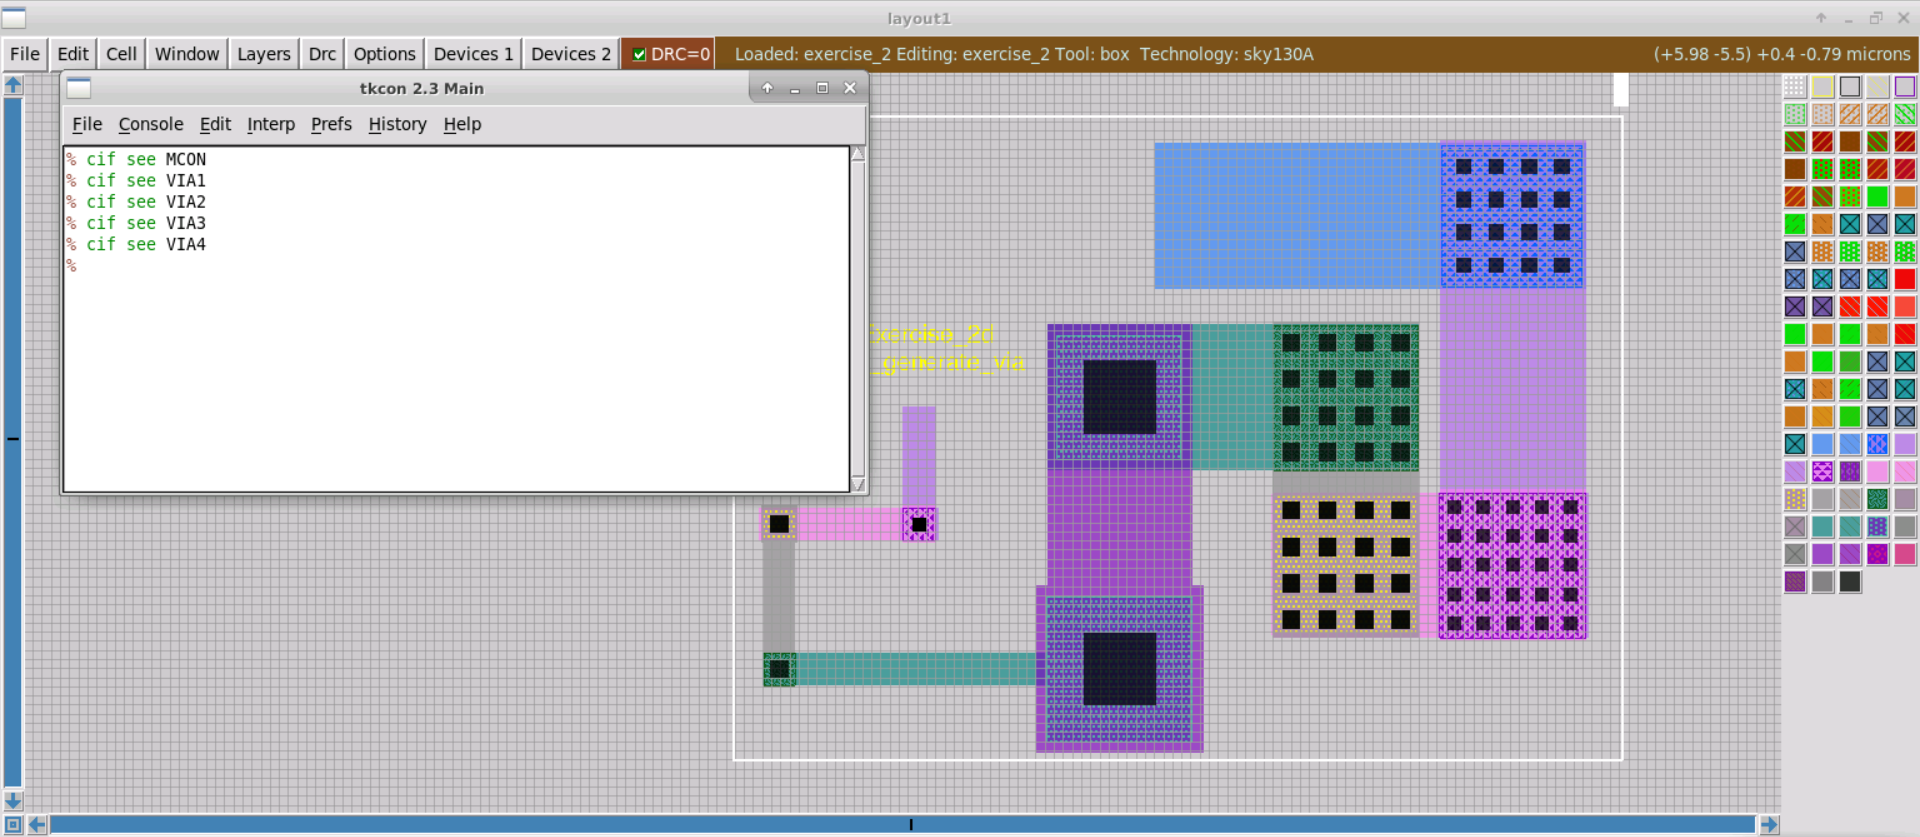 layout1
File Edit Cell Window Layers Drc Options Devices 1 Devices 2 DRC=0 Loaded: exercise_2 Editing: exercise_2 Tool: box Technology: sky130A (+5.98 -5.5) +0.4 -0.79 microns
tkcon 2.3 Main
File Console Edit Interp Prefs History Help
% cif see MCON
% cif see VIA1
% cif see VIA2
% cif see VIA3
% cif see VIA4
%
Exercise_2d
_generate_via